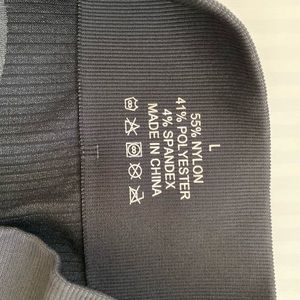 L
55% NYLON
41% POLYESTER
4% SPANDEX
MADE IN CHINA